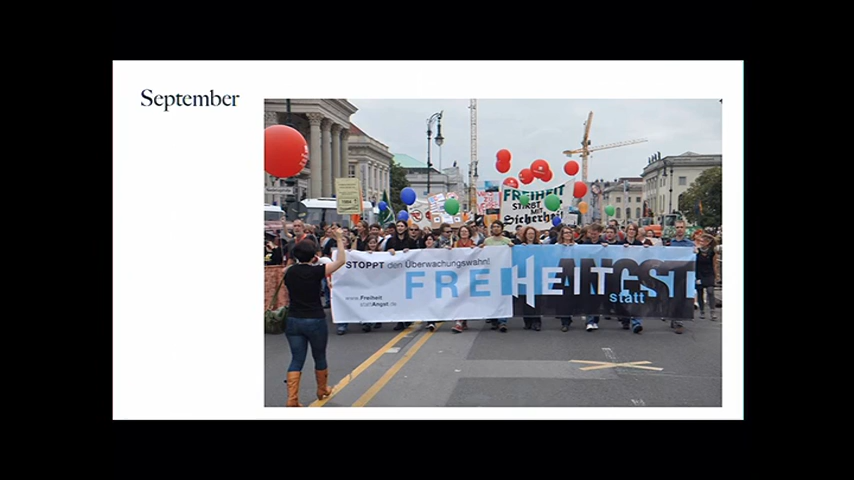 September
FREIHEIT
STIRBT
MIT
Sicherheit
STOPPT den Überwachungswahn!
FREIHEIT ANGST
statt
www.Freiheit
stattAngst.de